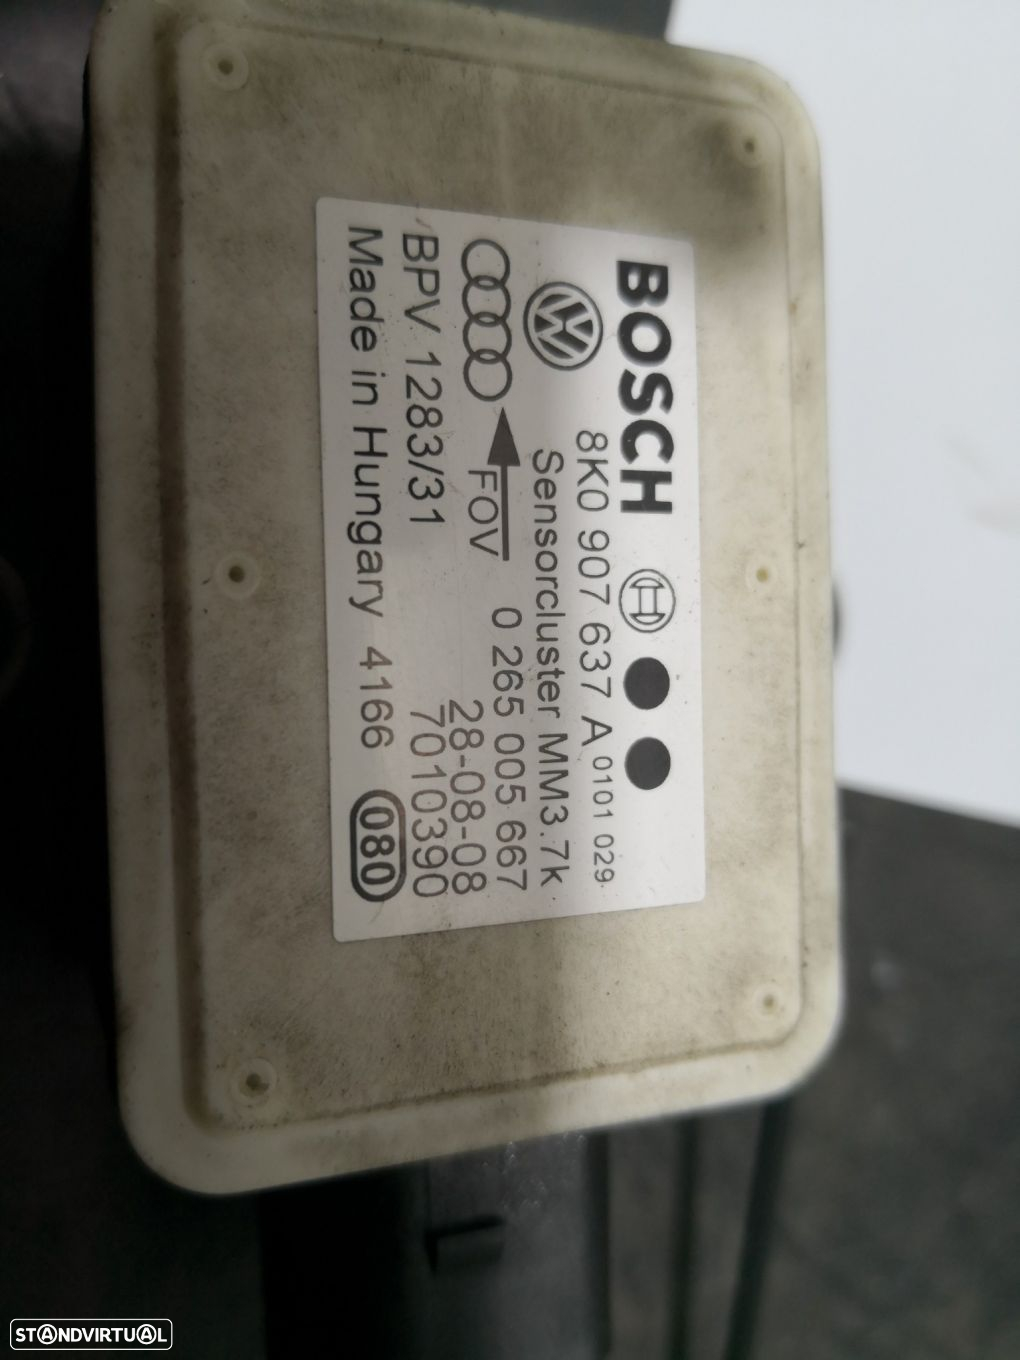 BOSCH
8K0 907 637 A 0101 029
Sensorcluster MM3.7k
FOV 0 265 005 667
28-08-08
BPV 1283/31 7010390
Made in Hungary 4166 080
STANDVIRTUAL